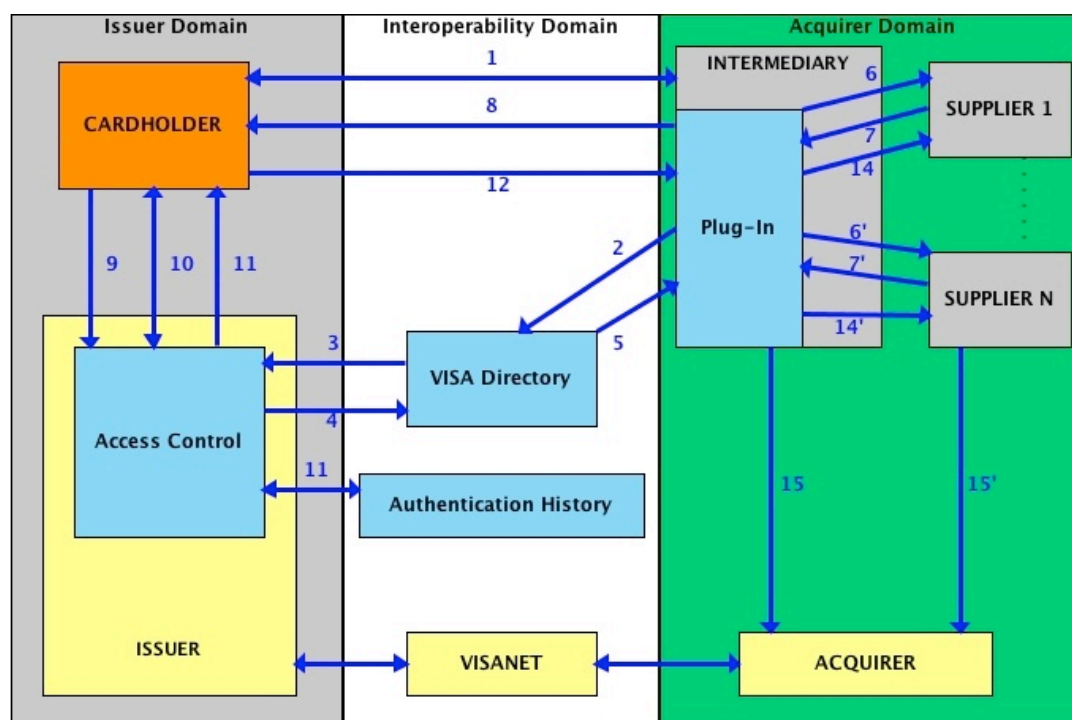 Issuer Domain
Interoperability Domain
Acquirer Domain
1
INTERMEDIARY
6
CARDHOLDER
8
SUPPLIER 1
7
14
12
Plug-In
2
6'
7'
9
10
11
SUPPLIER N
14'
3
5
VISA Directory
4
Access Control
11
Authentication History
15
15'
ISSUER
VISANET
ACQUIRER